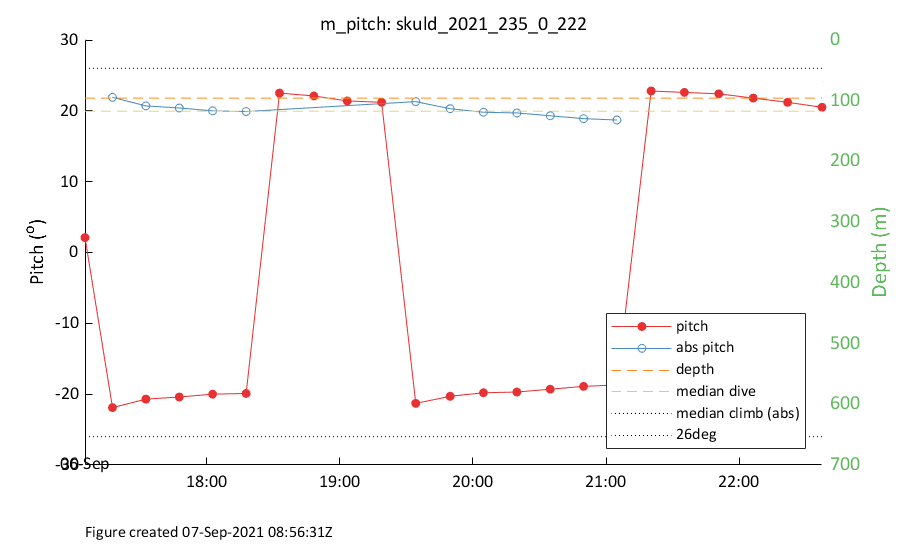 m_pitch: skuld_2021_235_0_222
30
20
10
0
-10
-20
-30
Pitch (º)
0
100
200
300
400
500
600
700
Depth (m)
pitch
abs pitch
depth
median dive
median climb (abs)
26deg
06-Sep
18:00
19:00
20:00
21:00
22:00
Figure created 07-Sep-2021 08:56:31Z